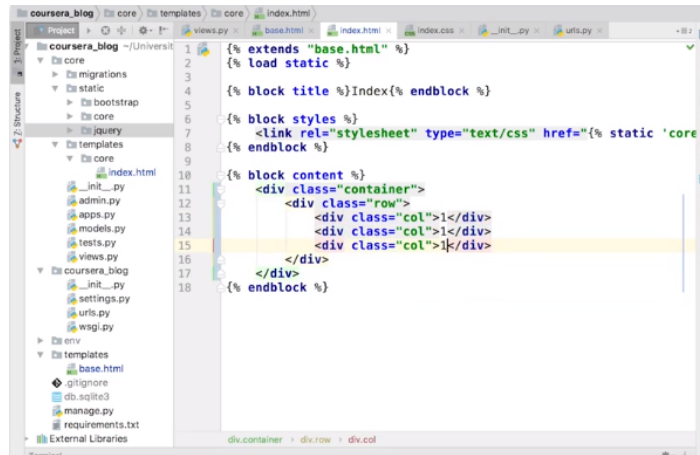 coursera_blog core templates core index.html
Project
views.py base.html index.html index.css __init__.py urls.py
1: Project
Z: Structure
coursera_blog ~/Universit
core
migrations
static
bootstrap
core
jquery
templates
core
index.html
__init__.py
admin.py
apps.py
models.py
tests.py
views.py
coursera_blog
__init__.py
settings.py
urls.py
wsgi.py
env
templates
base.html
.gitignore
db.sqlite3
manage.py
requirements.txt
External Libraries
1 {% extends "base.html" %}
2 {% load static %}
3
4 {% block title %}Index{% endblock %}
5
6 {% block styles %}
7 <link rel="stylesheet" type="text/css" href="{% static 'core
8 {% endblock %}
9
10 {% block content %}
11 <div class="container">
12 <div class="row">
13 <div class="col">1</div>
14 <div class="col">1</div>
15 <div class="col">1</div>
16 </div>
17 </div>
18 {% endblock %}
div.container div.row div.col